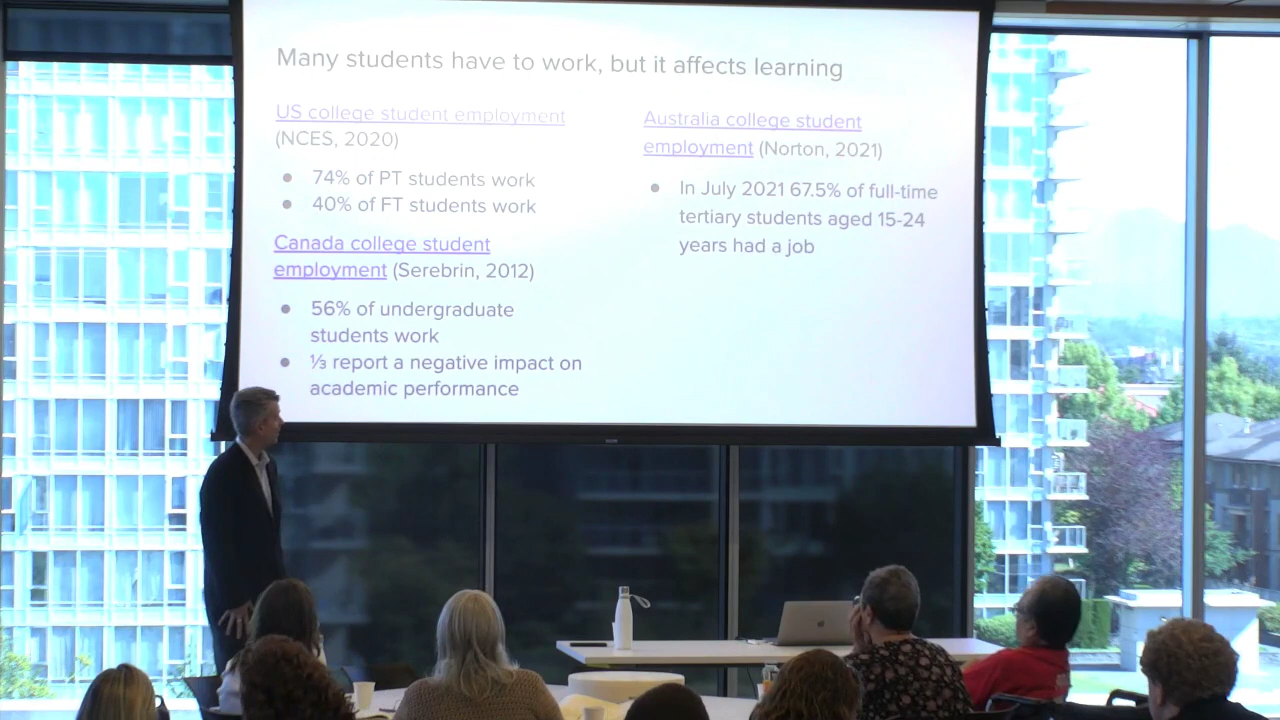 Many students have to work, but it affects learning
US college student employment
(NCES, 2020)
● 74% of PT students work
● 40% of FT students work
Canada college student
employment (Serebrin, 2012)
● 56% of undergraduate
students work
● ⅓ report a negative impact on
academic performance
Australia college student
employment (Norton, 2021)
● In July 2021 67.5% of full-time
tertiary students aged 15-24
years had a job